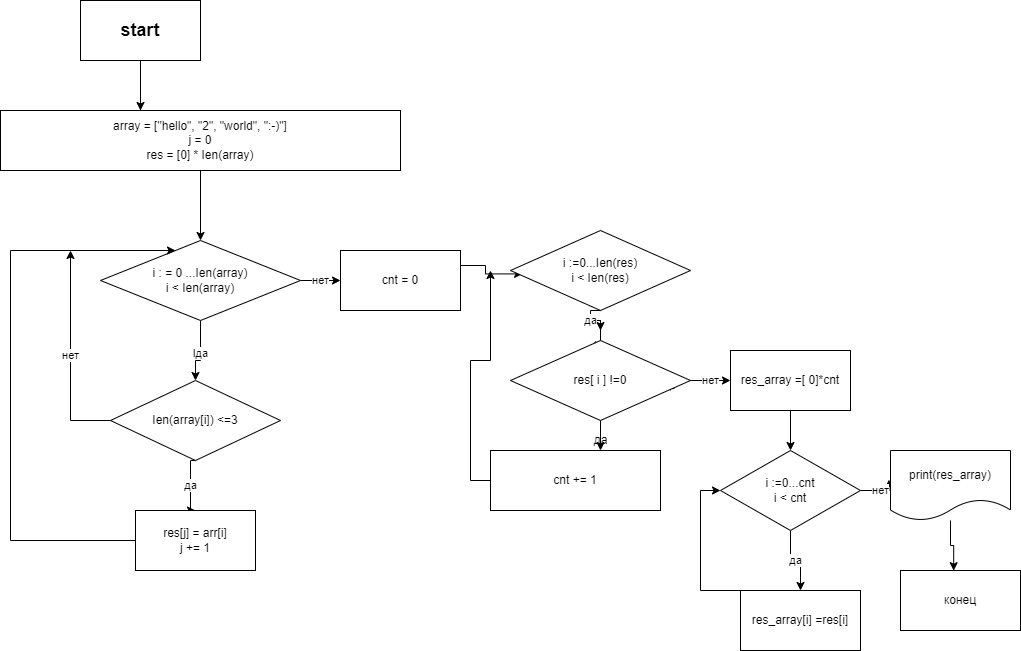 start
array = ["hello", "2", "world", ":-)"]
j = 0
res = [0] * len(array)
i : = 0 ...len(array)
i < len(array)
нет
cnt = 0
i :=0...len(res)
i < len(res)
да
lда
нет
len(array[i]) <=3
res[ i ] !=0
нет
res_array =[ 0]*cnt
да
да
cnt += 1
i :=0...cnt
i < cnt
нет
print(res_array)
res[j] = arr[i]
j += 1
да
res_array[i] =res[i]
конец